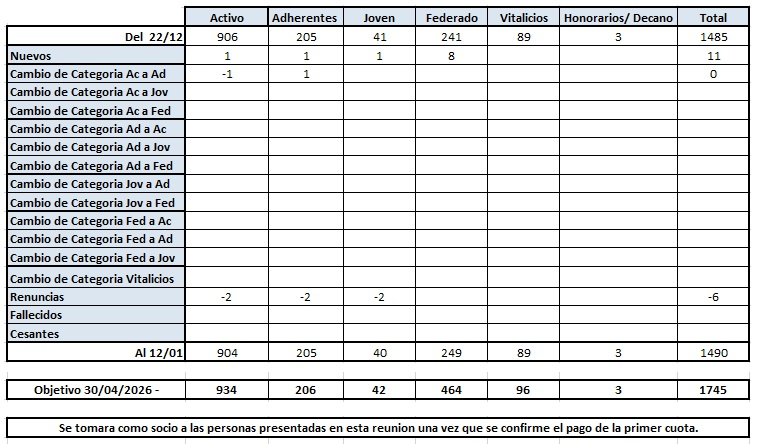 Activo Adherentes Joven Federado Vitalicios Honorarios/ Decano Total
Del 22/12 906 205 41 241 89 3 1485
Nuevos 1 1 1 8 11
Cambio de Categoria Ac a Ad -1 1 0
Cambio de Categoria Ac a Jov
Cambio de Categoria Ac a Fed
Cambio de Categoria Ad a Ac
Cambio de Categoria Ad a Jov
Cambio de Categoria Ad a Fed
Cambio de Categoria Jov a Ad
Cambio de Categoria Jov a Fed
Cambio de Categoria Fed a Ac
Cambio de Categoria Fed a Ad
Cambio de Categoria Fed a Jov
Cambio de Categoria Vitalicios
Renuncias -2 -2 -2 -6
Fallecidos
Cesantes
Al 12/01 904 205 40 249 89 3 1490
Objetivo 30/04/2026 - 934 206 42 464 96 3 1745
Se tomara como socio a las personas presentadas en esta reunion una vez que se confirme el pago de la primer cuota.